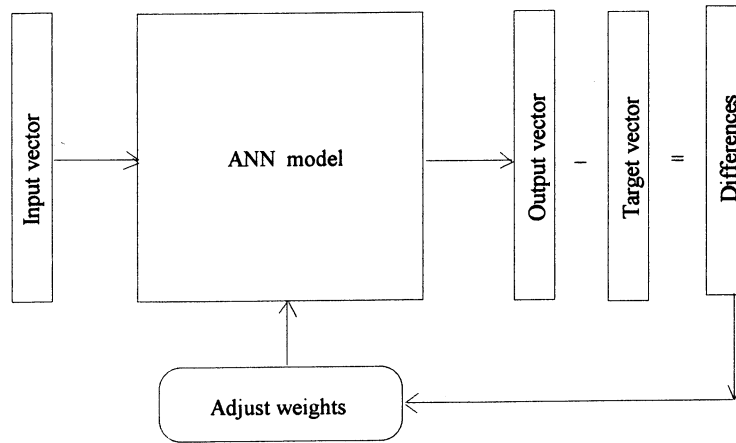 Input vector
ANN model
Output vector
–
Target vector
=
Differences
Adjust weights